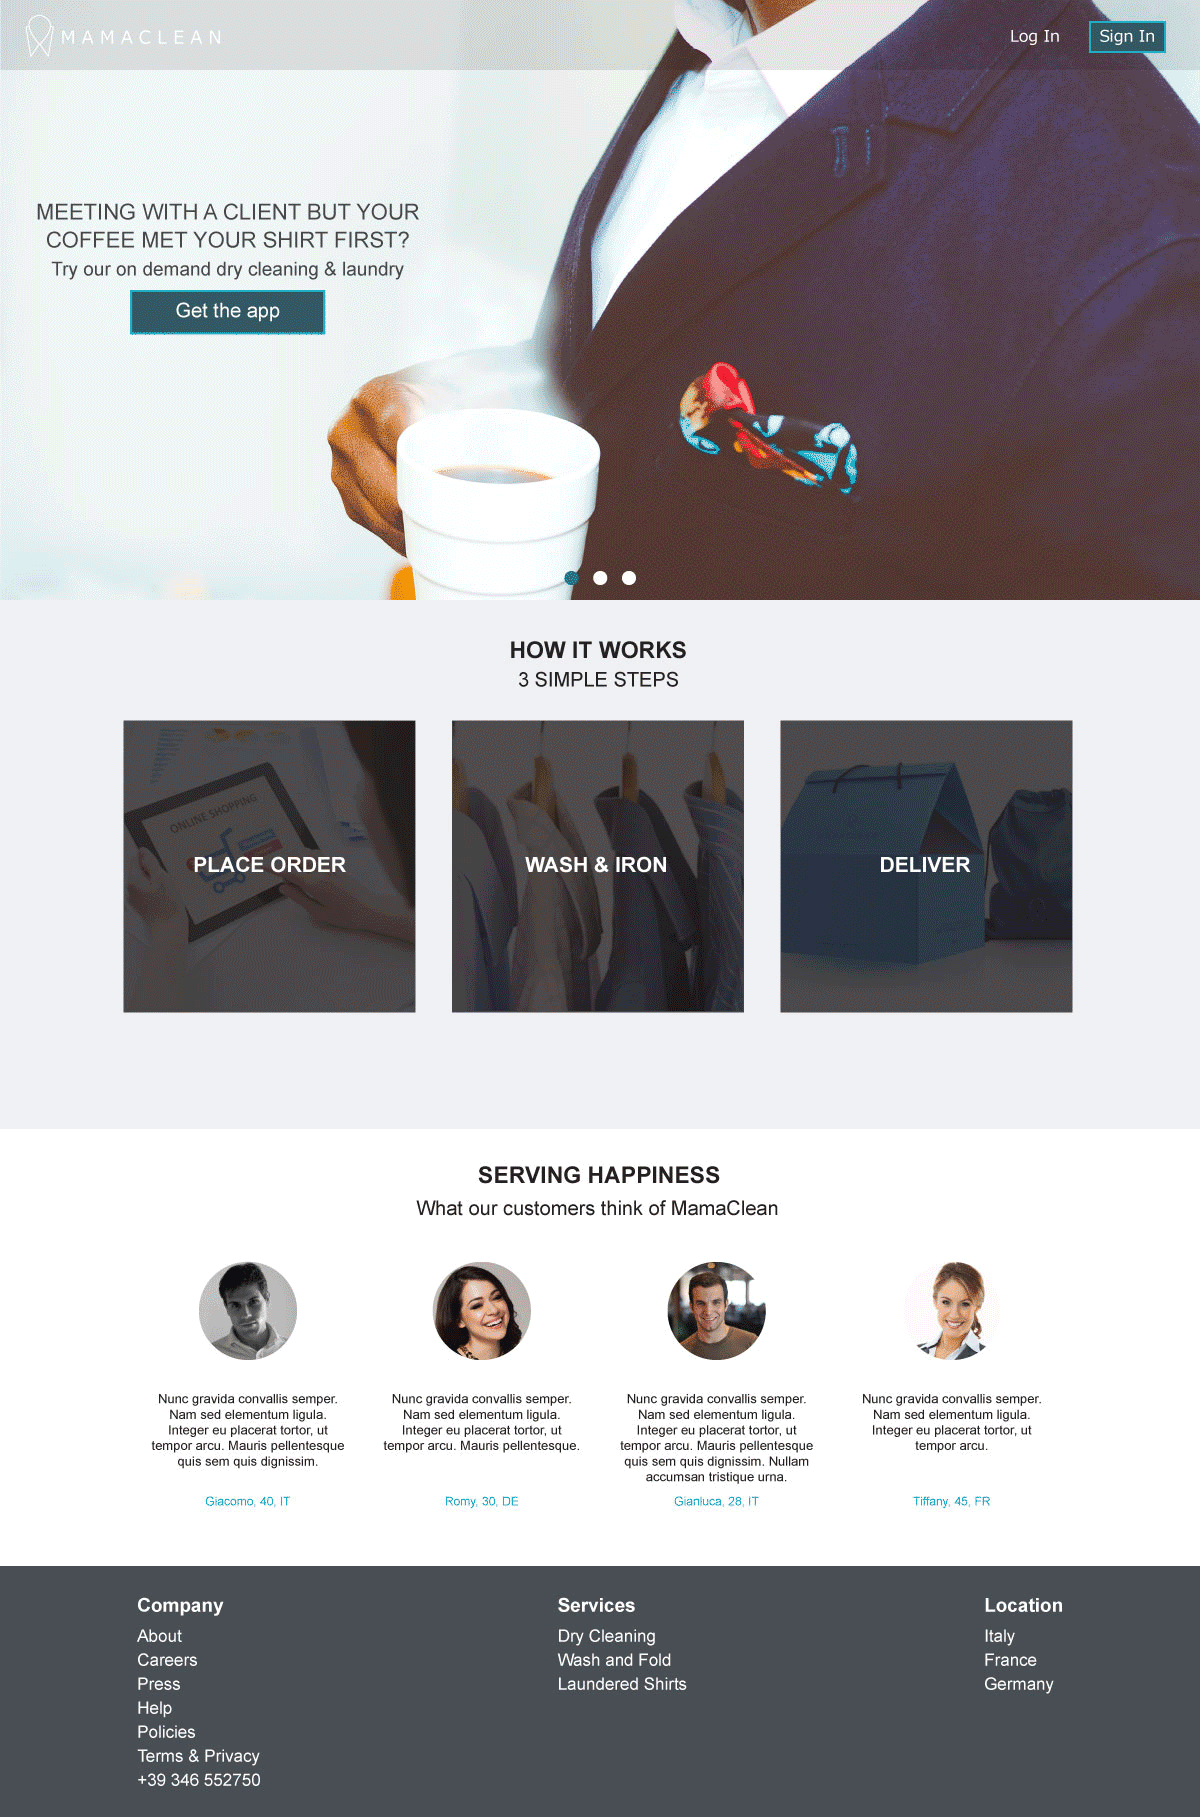 MAMACLEAN
Log In
Sign In
MEETING WITH A CLIENT BUT YOUR
COFFEE MET YOUR SHIRT FIRST?
Try our on demand dry cleaning & laundry
Get the app
HOW IT WORKS
3 SIMPLE STEPS
ONLINE SHOPPING
PLACE ORDER
WASH & IRON
DELIVER
SERVING HAPPINESS
What our customers think of MamaClean
Nunc gravida convallis semper.
Nam sed elementum ligula.
Integer eu placerat tortor, ut
tempor arcu. Mauris pellentesque
quis sem quis dignissim.
Giacomo, 40, IT
Nunc gravida convallis semper.
Nam sed elementum ligula.
Integer eu placerat tortor, ut
tempor arcu. Mauris pellentesque.
Romy, 30, DE
Nunc gravida convallis semper.
Nam sed elementum ligula.
Integer eu placerat tortor, ut
tempor arcu. Mauris pellentesque
quis sem quis dignissim. Nullam
accumsan tristique urna.
Gianluca, 28, IT
Nunc gravida convallis semper.
Nam sed elementum ligula.
Integer eu placerat tortor, ut
tempor arcu.
Tiffany, 45, FR
Company
About
Careers
Press
Help
Policies
Terms & Privacy
+39 346 552750
Services
Dry Cleaning
Wash and Fold
Laundered Shirts
Location
Italy
France
Germany